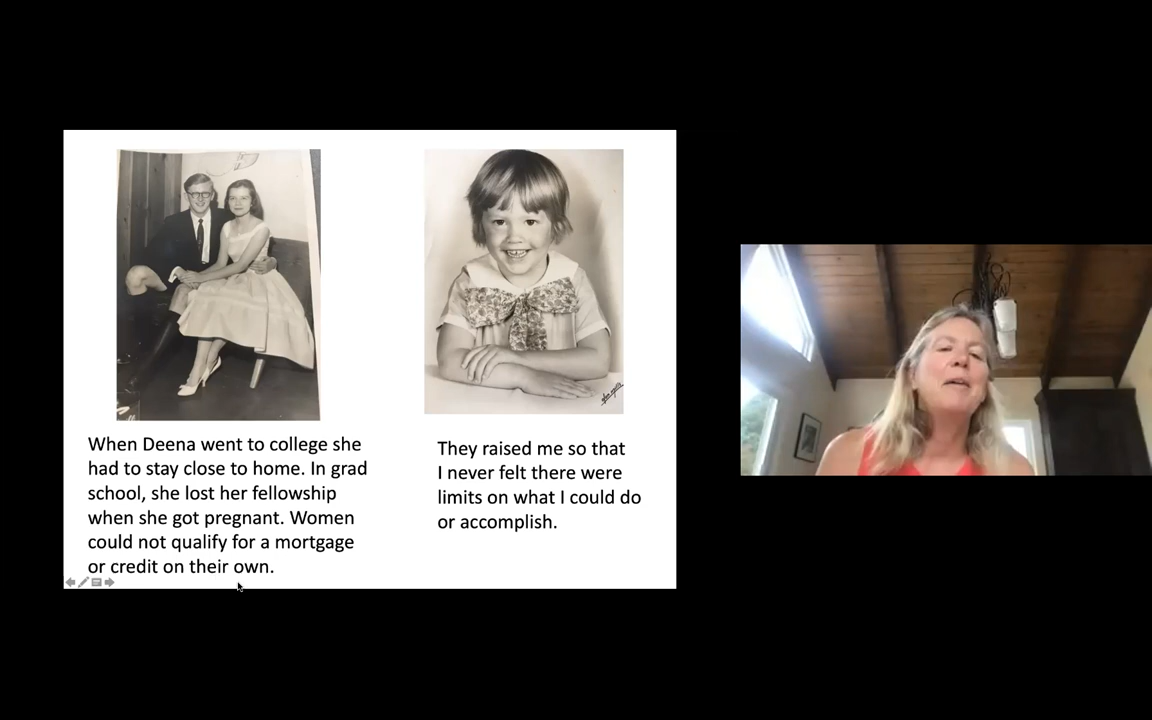 When Deena went to college she
had to stay close to home. In grad
school, she lost her fellowship
when she got pregnant. Women
could not qualify for a mortgage
or credit on their own.
They raised me so that
I never felt there were
limits on what I could do
or accomplish.